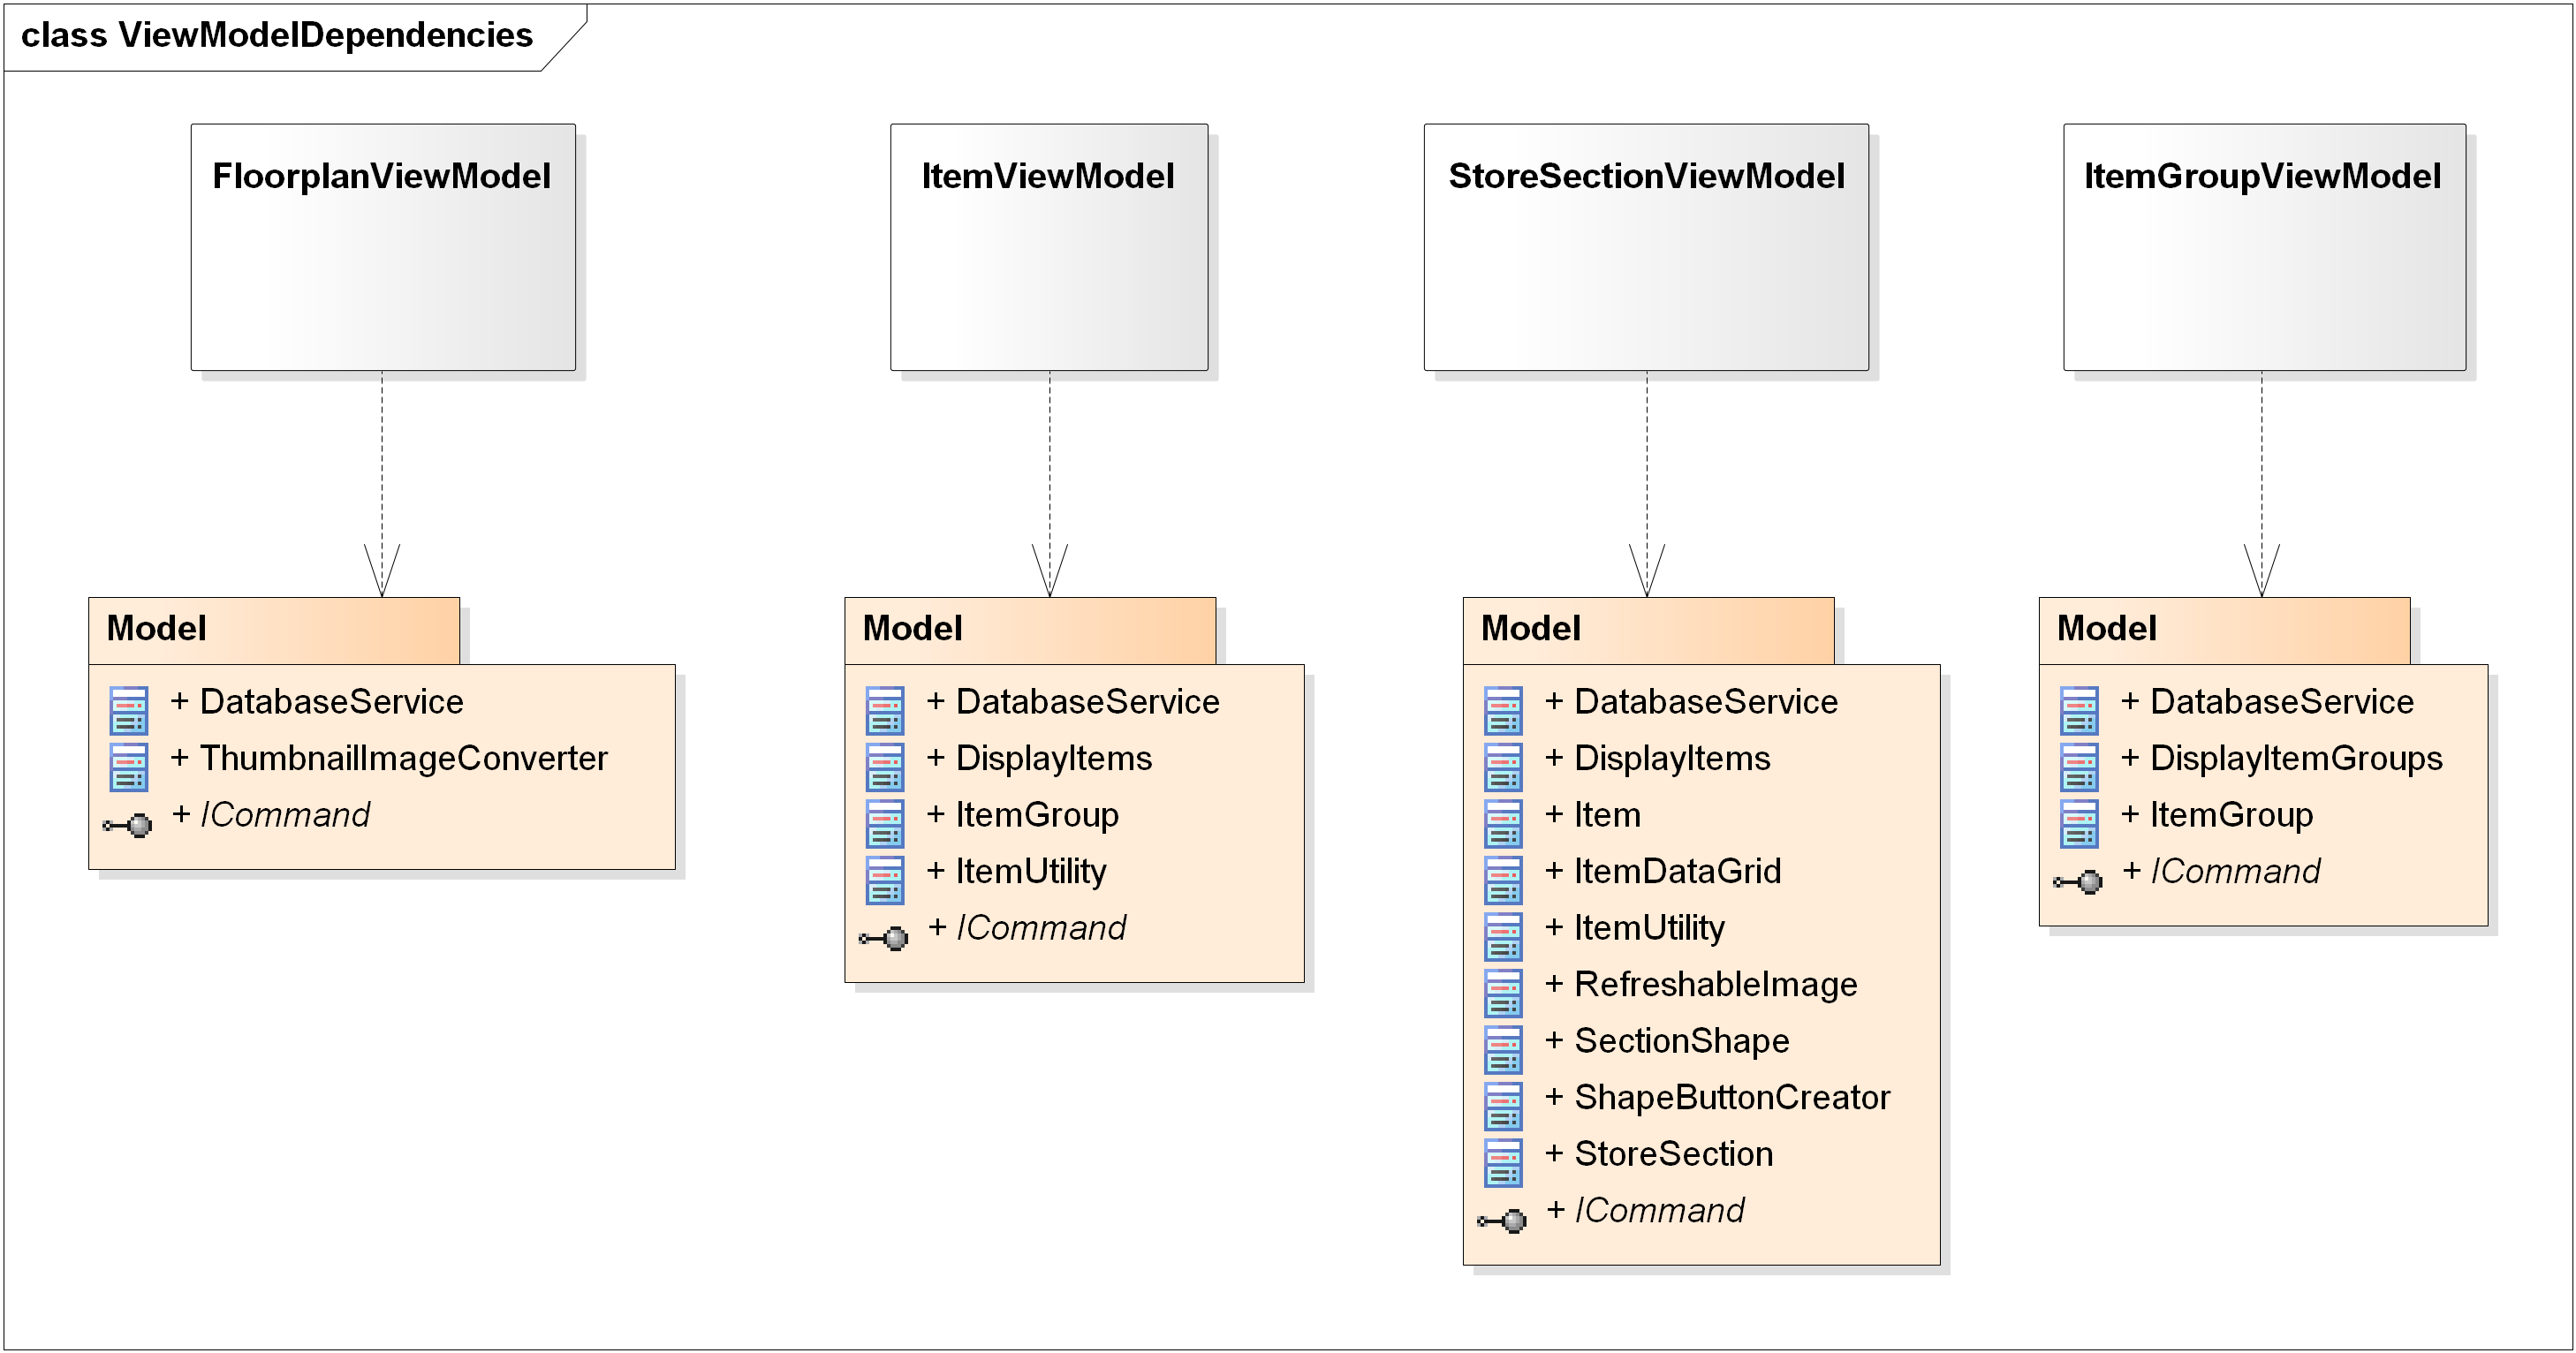 class ViewModelDependencies
FloorplanViewModel
ItemViewModel
StoreSectionViewModel
ItemGroupViewModel
Model
+ DatabaseService
+ ThumbnailImageConverter
+ ICommand
Model
+ DatabaseService
+ DisplayItems
+ ItemGroup
+ ItemUtility
+ ICommand
Model
+ DatabaseService
+ DisplayItems
+ Item
+ ItemDataGrid
+ ItemUtility
+ RefreshableImage
+ SectionShape
+ ShapeButtonCreator
+ StoreSection
+ ICommand
Model
+ DatabaseService
+ DisplayItemGroups
+ ItemGroup
+ ICommand